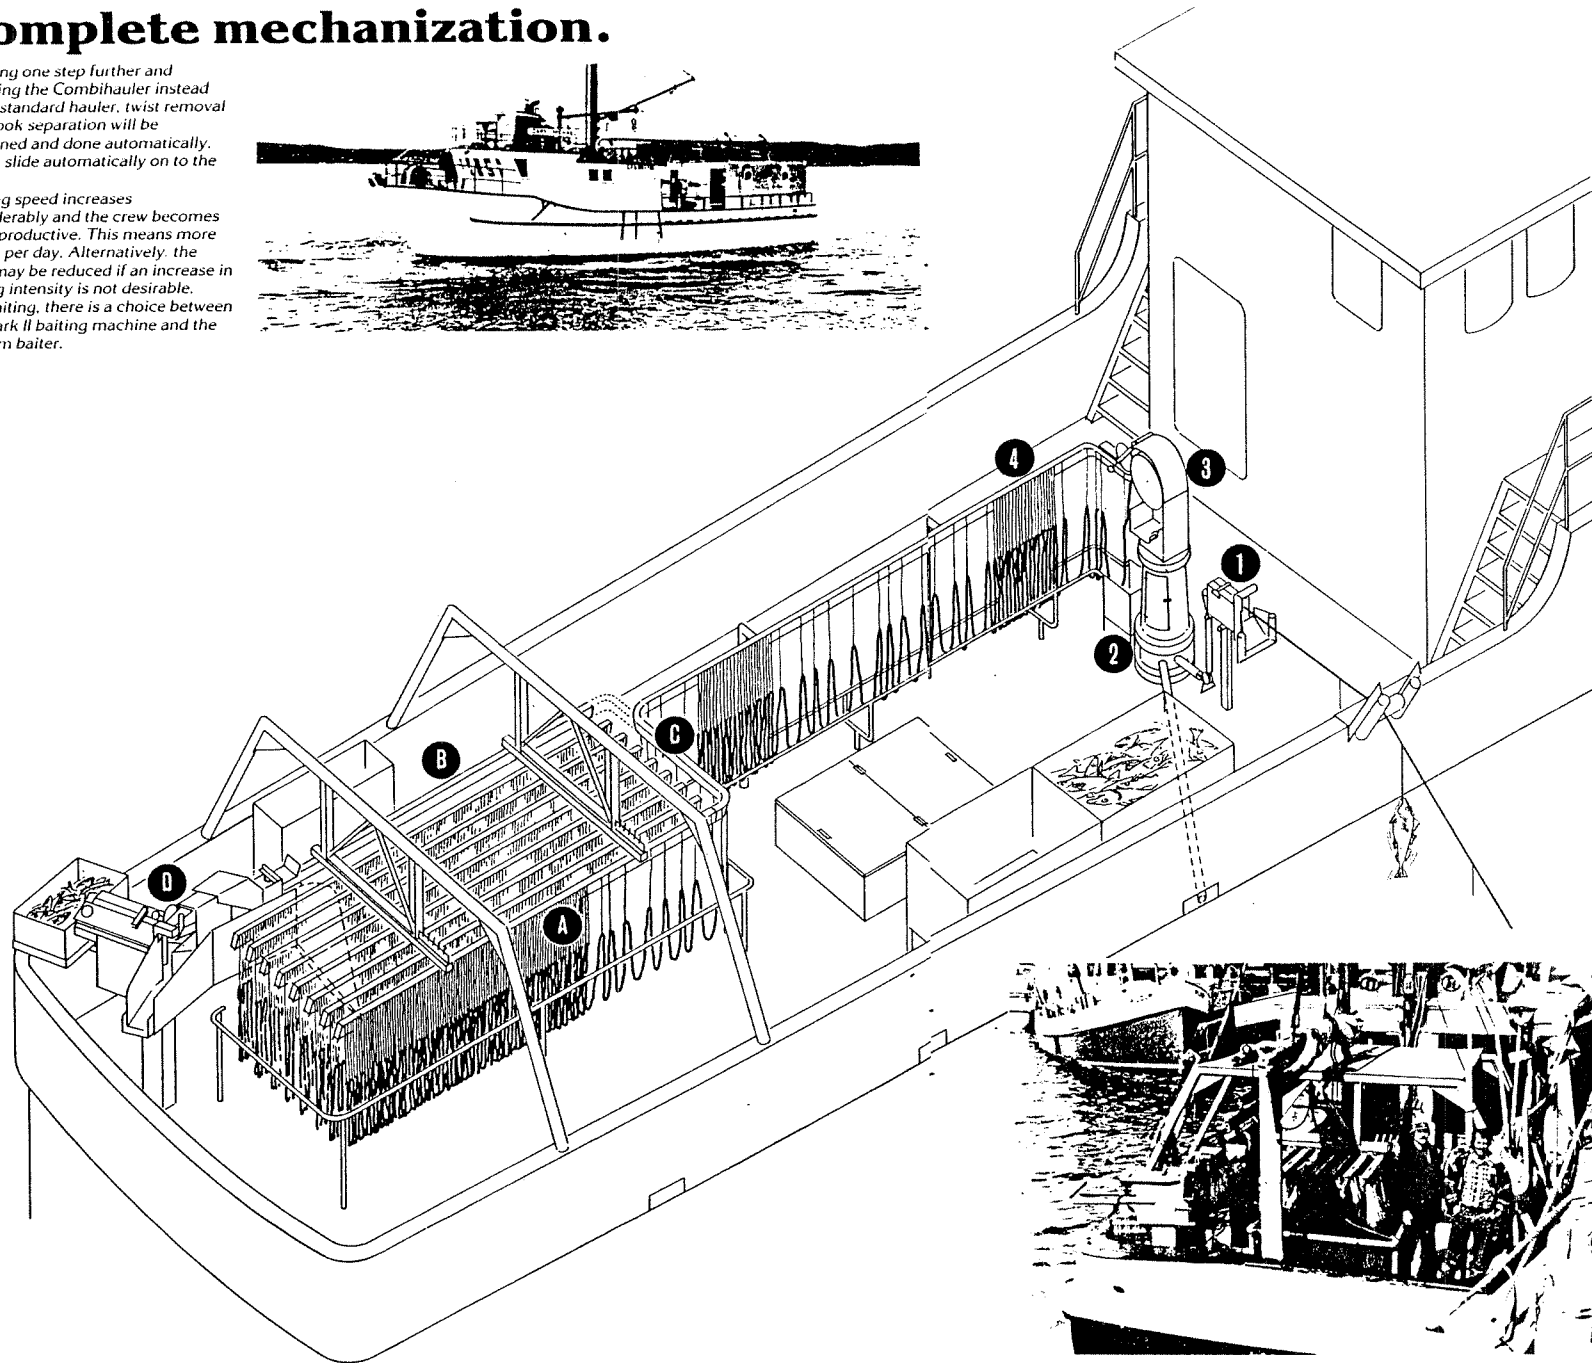 omplete mechanization.
ng one step further and
ing the Combihauler instead
standard hauler, twist removal
ook separation will be
ned and done automatically.
slide automatically on to the
g speed increases
derably and the crew becomes
productive. This means more
per day. Alternatively, the
may be reduced if an increase in
g intensity is not desirable.
iting, there is a choice between
ark II baiting machine and the
m baiter.
4
3
1
2
C
B
D
A